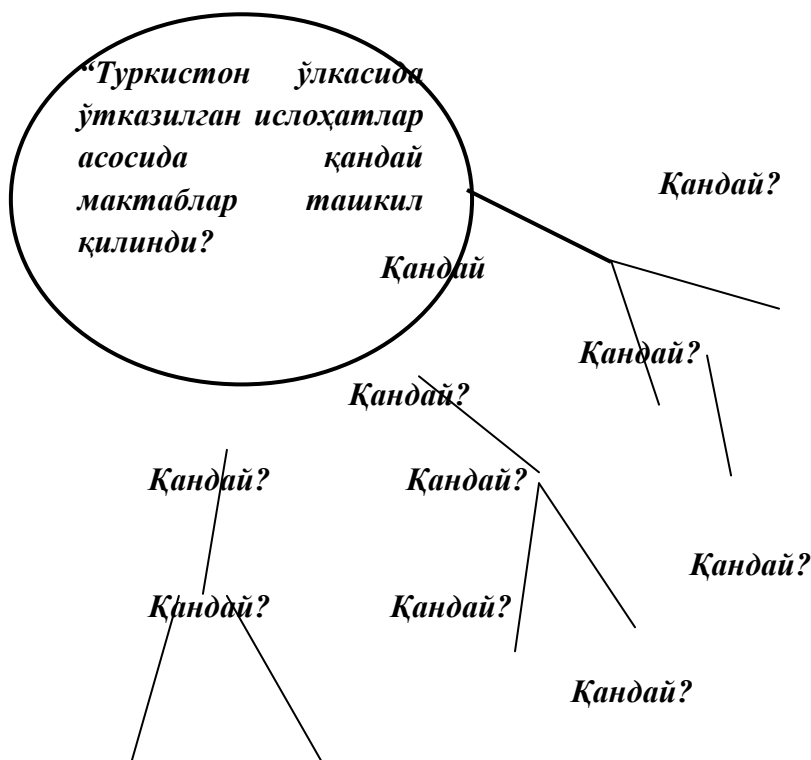 “Туркистон ўлкасида
ўтказилган ислоҳатлар
асосида қандай
мактаблар ташкил
қилинди?
Қандай?
Қандай
Қандай?
Қандай?
Қандай? Қандай?
Қандай?
Қандай? Қандай?
Қандай?